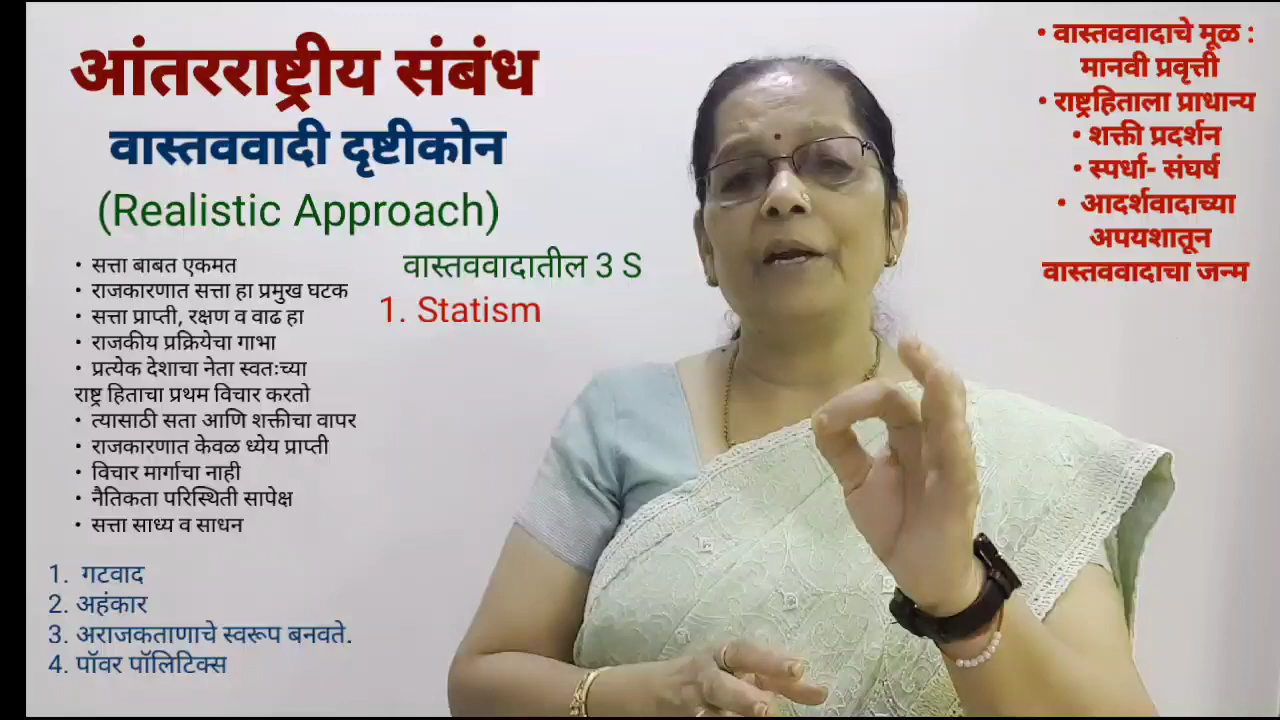 आंतरराष्ट्रीय संबंध
वास्तववादी दृष्टीकोन
(Realistic Approach)
• सत्ता बाबत एकमत
• राजकारणात सत्ता हा प्रमुख घटक
• सत्ता प्राप्ती, रक्षण व वाढ हा
• राजकीय प्रक्रियेचा गाभा
• प्रत्येक देशाचा नेता स्वतःच्या
राष्ट्र हिताचा प्रथम विचार करतो
• त्यासाठी सता आणि शक्तीचा वापर
• राजकारणात केवळ ध्येय प्राप्ती
• विचार मार्गाचा नाही
• नैतिकता परिस्थिती सापेक्ष
• सत्ता साध्य व साधन
1. गटवाद
2. अहंकार
3. अराजकताणाचे स्वरूप बनवते.
4. पॉवर पॉलिटिक्स
वास्तववादातील 3 S
1. Statism
• वास्तववादाचे मूळ :
मानवी प्रवृत्ती
• राष्ट्रहिताला प्राधान्य
• शक्ती प्रदर्शन
• स्पर्धा- संघर्ष
• आदर्शवादाच्या
अपयशातून
वास्तववादाचा जन्म